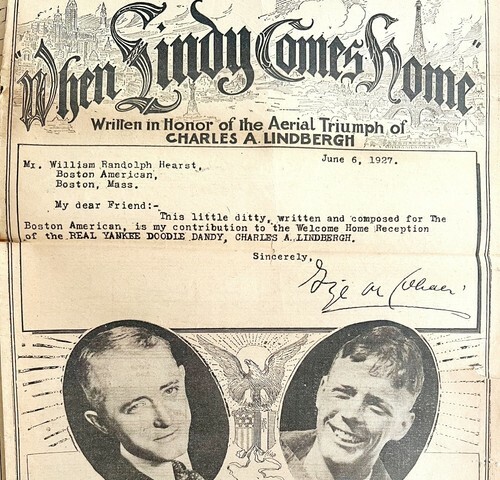 "When Lindy Comes Home"
Written in Honor of the Aerial Triumph of
CHARLES A. LINDBERGH
June 6, 1927.
Mr. William Randolph Hearst,
Boston American,
Boston, Mass.
My dear Friend:-
This little ditty, written and composed for The
Boston American, is my contribution to the Welcome Home Reception
of the REAL YANKEE DOODLE DANDY, CHARLES A. LINDBERGH.
Sincerely,
Geo M Cohan